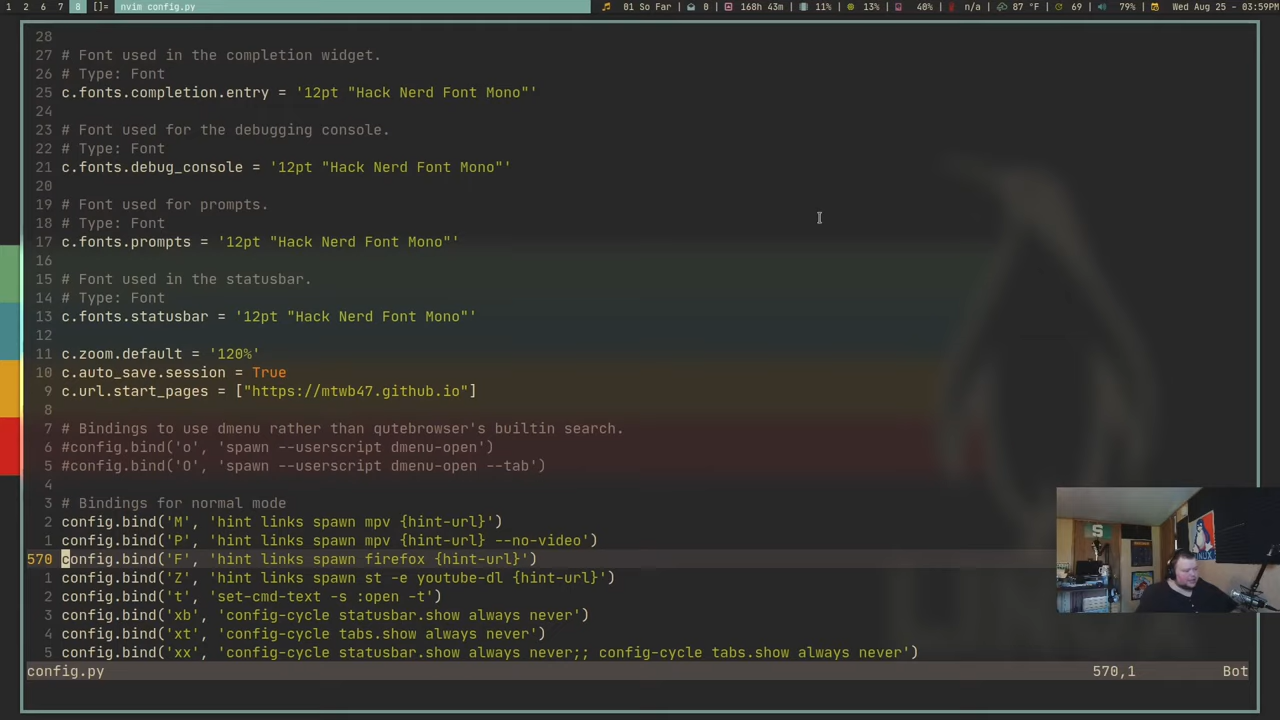 1 2 6 7 8 []= nvim config.py 01 So Far | 0 | 168h 43m | 11% | 13% | 40% | n/a | 87 °F | 69 | 79% | Wed Aug 25 - 03:59PM
28
27 # Font used in the completion widget.
26 # Type: Font
25 c.fonts.completion.entry = '12pt "Hack Nerd Font Mono"'
24
23 # Font used for the debugging console.
22 # Type: Font
21 c.fonts.debug_console = '12pt "Hack Nerd Font Mono"'
20
19 # Font used for prompts.
18 # Type: Font
17 c.fonts.prompts = '12pt "Hack Nerd Font Mono"'
16
15 # Font used in the statusbar.
14 # Type: Font
13 c.fonts.statusbar = '12pt "Hack Nerd Font Mono"'
12
11 c.zoom.default = '120%'
10 c.auto_save.session = True
9 c.url.start_pages = ["https://mtwb47.github.io"]
8
7 # Bindings to use dmenu rather than qutebrowser's builtin search.
6 #config.bind('o', 'spawn --userscript dmenu-open')
5 #config.bind('O', 'spawn --userscript dmenu-open --tab')
4
3 # Bindings for normal mode
2 config.bind('M', 'hint links spawn mpv {hint-url}')
1 config.bind('P', 'hint links spawn mpv {hint-url} --no-video')
570 config.bind('F', 'hint links spawn firefox {hint-url}')
1 config.bind('Z', 'hint links spawn st -e youtube-dl {hint-url}')
2 config.bind('t', 'set-cmd-text -s :open -t')
3 config.bind('xb', 'config-cycle statusbar.show always never')
4 config.bind('xt', 'config-cycle tabs.show always never')
5 config.bind('xx', 'config-cycle statusbar.show always never;; config-cycle tabs.show always never')
config.py 570,1 Bot